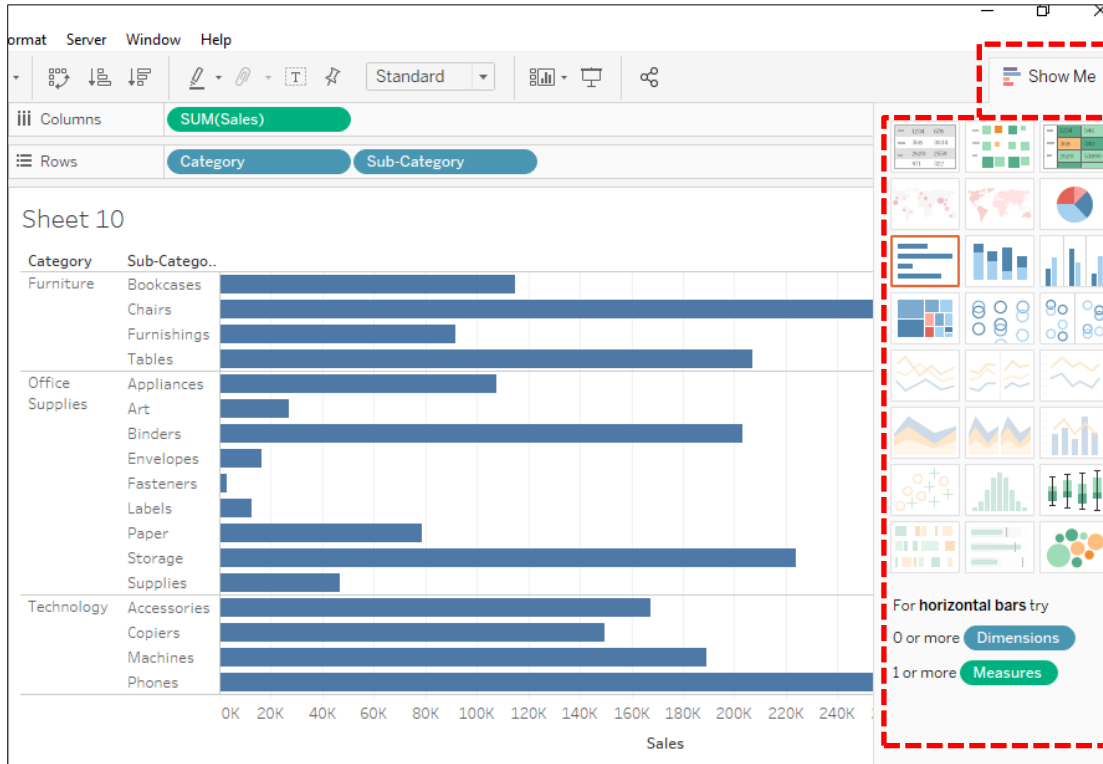 ormat Server Window Help
Standard
Show Me
Columns SUM(Sales)
Rows Category Sub-Category
Sheet 10
Category Sub-Catego..
Furniture Bookcases
Chairs
Furnishings
Tables
Office Supplies Appliances
Art
Binders
Envelopes
Fasteners
Labels
Paper
Storage
Supplies
Technology Accessories
Copiers
Machines
Phones
0K 20K 40K 60K 80K 100K 120K 140K 160K 180K 200K 220K 240K
Sales
For horizontal bars try
0 or more Dimensions
1 or more Measures